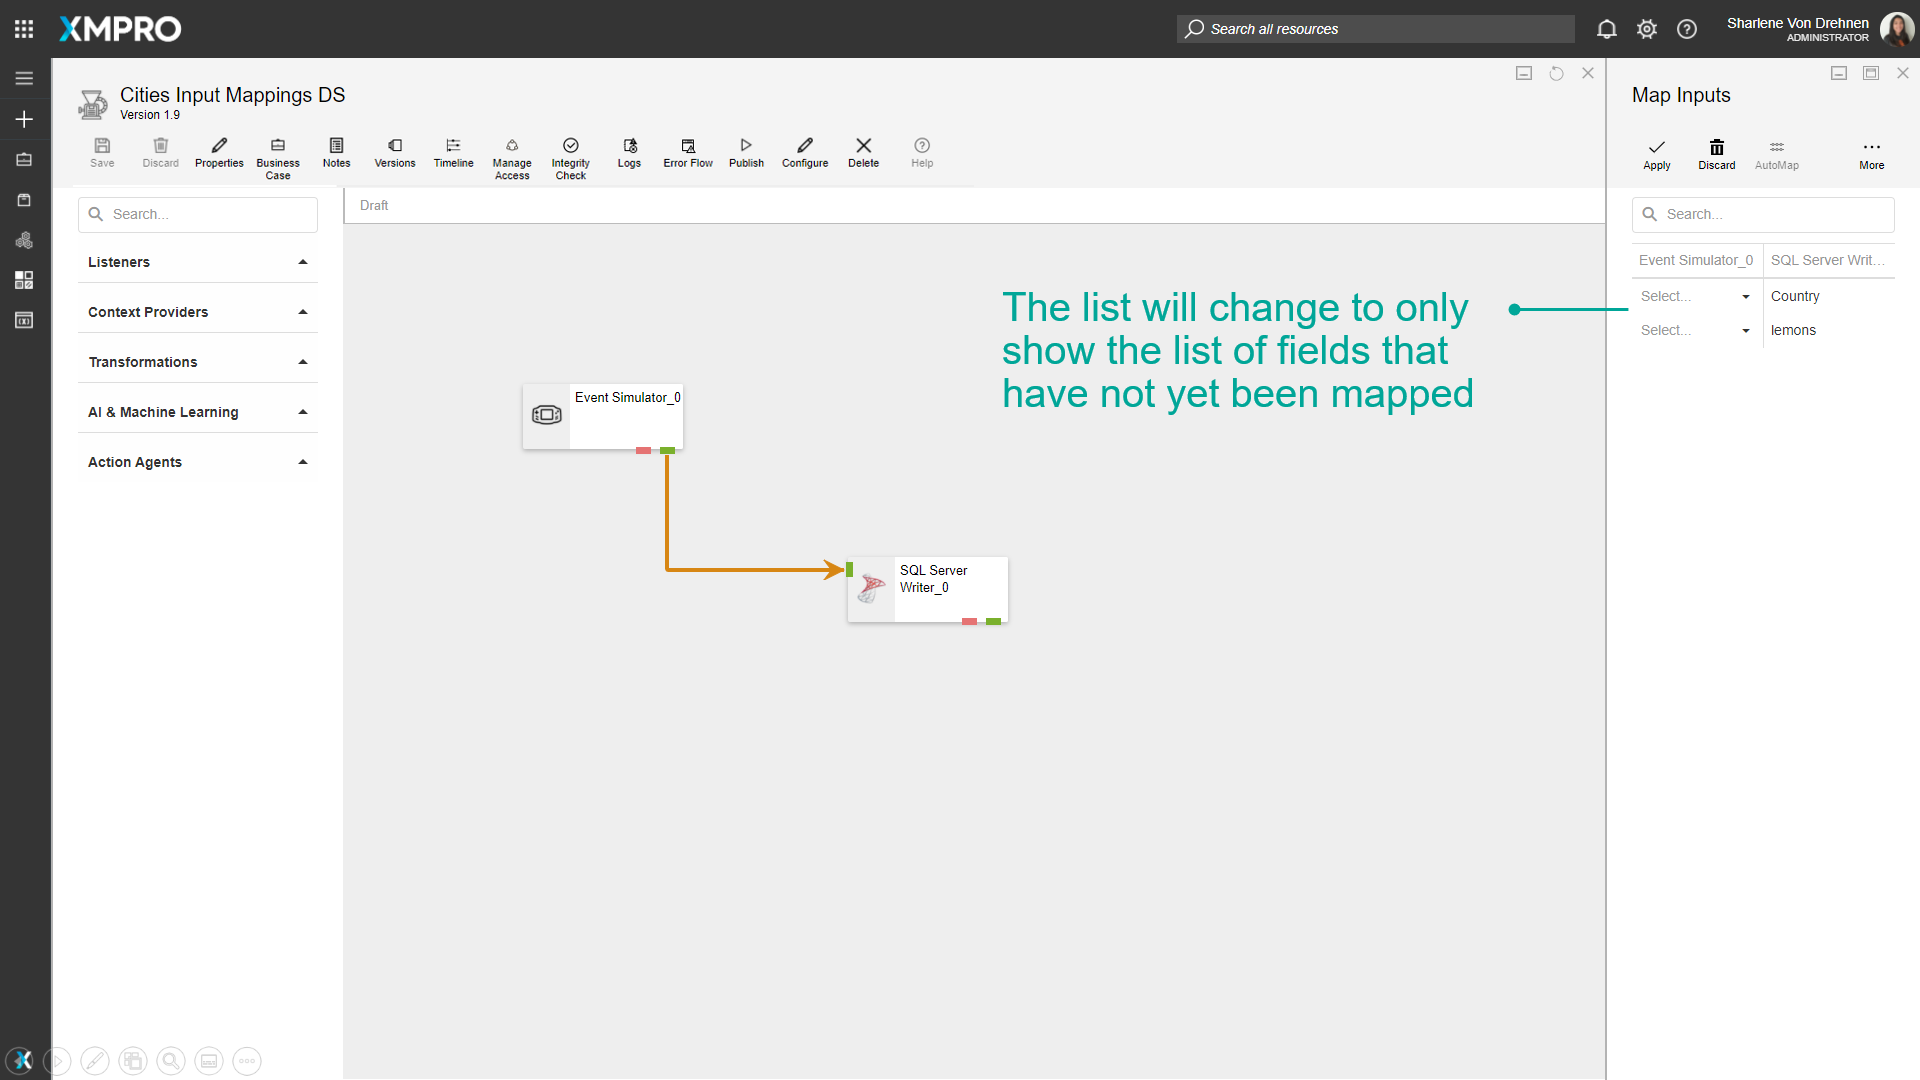 XMPRO
Search all resources
Sharlene Von Drehnen
ADMINISTRATOR
Cities Input Mappings DS
Version 1.9
Save
Discard
Properties
Business
Case
Notes
Versions
Timeline
Manage
Access
Integrity
Check
Logs
Error Flow
Publish
Configure
Delete
Help
Search...
Listeners
Context Providers
Transformations
AI & Machine Learning
Action Agents
Draft
Event Simulator_0
SQL Server
Writer_0
The list will change to only
show the list of fields that
have not yet been mapped
Map Inputs
Apply
Discard
AutoMap
More
Search...
Event Simulator_0 SQL Server Writ...
Select... Country
Select... lemons